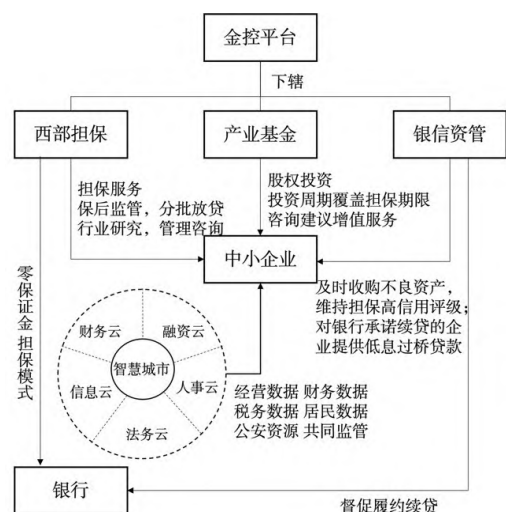 金控平台
下辖
西部担保
产业基金
银信资管
担保服务
保后监管，分批放贷
行业研究，管理咨询
股权投资
投资周期覆盖担保期限
咨询建议增值服务
中小企业
及时收购不良资产，
维持担保高信用评级；
对银行承诺续贷的企
业提供低息过桥贷款
零保证金担保模式
财务云
融资云
智慧城市
信息云
人事云
法务云
经营数据 财务数据
税务数据 居民数据
公安资源 共同监管
银行
督促履约续贷